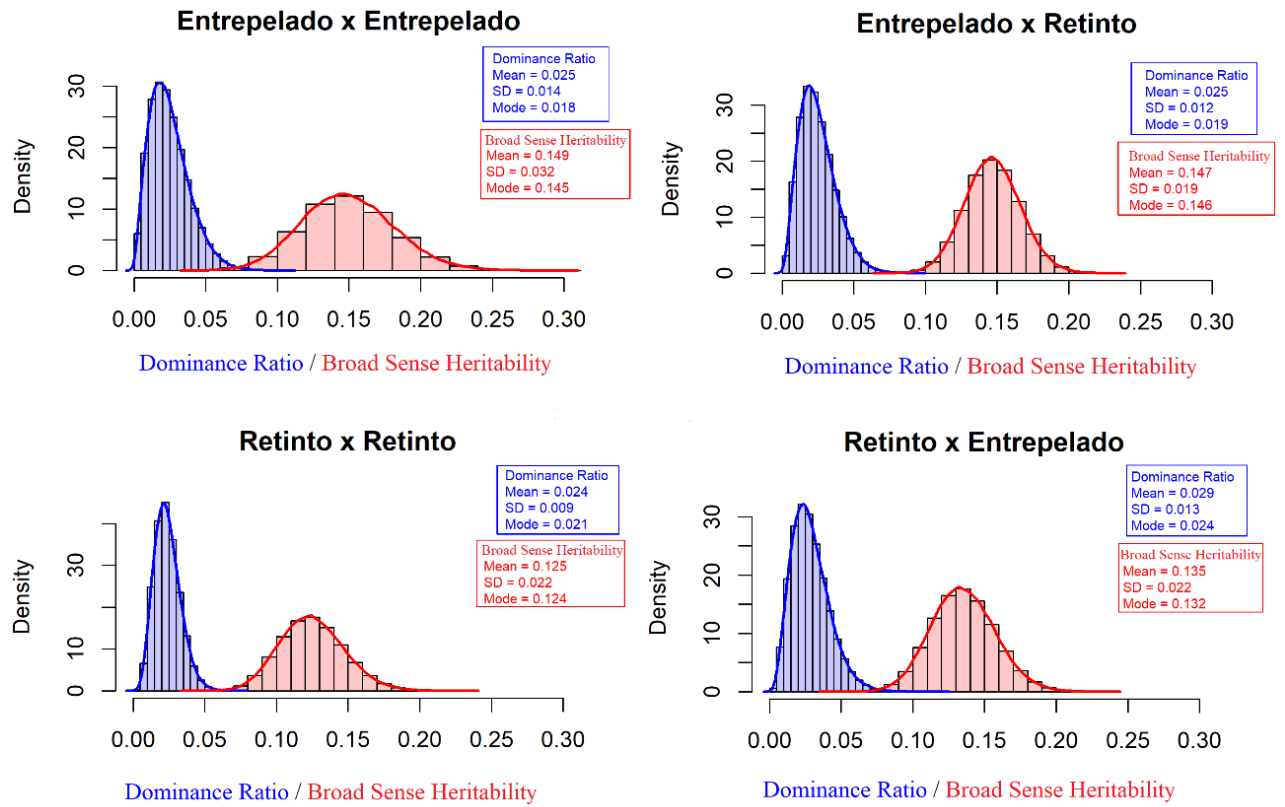 Entrepelado x Entrepelado
Dominance Ratio
Mean = 0.025
SD = 0.014
Mode = 0.018
Broad Sense Heritability
Mean = 0.149
SD = 0.032
Mode = 0.145
Density
30
20
10
0
0.00 0.05 0.10 0.15 0.20 0.25 0.30
Dominance Ratio / Broad Sense Heritability
Entrepelado x Retinto
Dominance Ratio
Mean = 0.025
SD = 0.012
Mode = 0.019
Broad Sense Heritability
Mean = 0.147
SD = 0.019
Mode = 0.146
Density
30
20
10
0
0.00 0.05 0.10 0.15 0.20 0.25 0.30
Dominance Ratio / Broad Sense Heritability
Retinto x Retinto
Dominance Ratio
Mean = 0.024
SD = 0.009
Mode = 0.021
Broad Sense Heritability
Mean = 0.125
SD = 0.022
Mode = 0.124
Density
30
10
0
0.00 0.05 0.10 0.15 0.20 0.25 0.30
Dominance Ratio / Broad Sense Heritability
Retinto x Entrepelado
Dominance Ratio
Mean = 0.029
SD = 0.013
Mode = 0.024
Broad Sense Heritability
Mean = 0.135
SD = 0.022
Mode = 0.132
Density
30
20
10
0
0.00 0.05 0.10 0.15 0.20 0.25 0.30
Dominance Ratio / Broad Sense Heritability